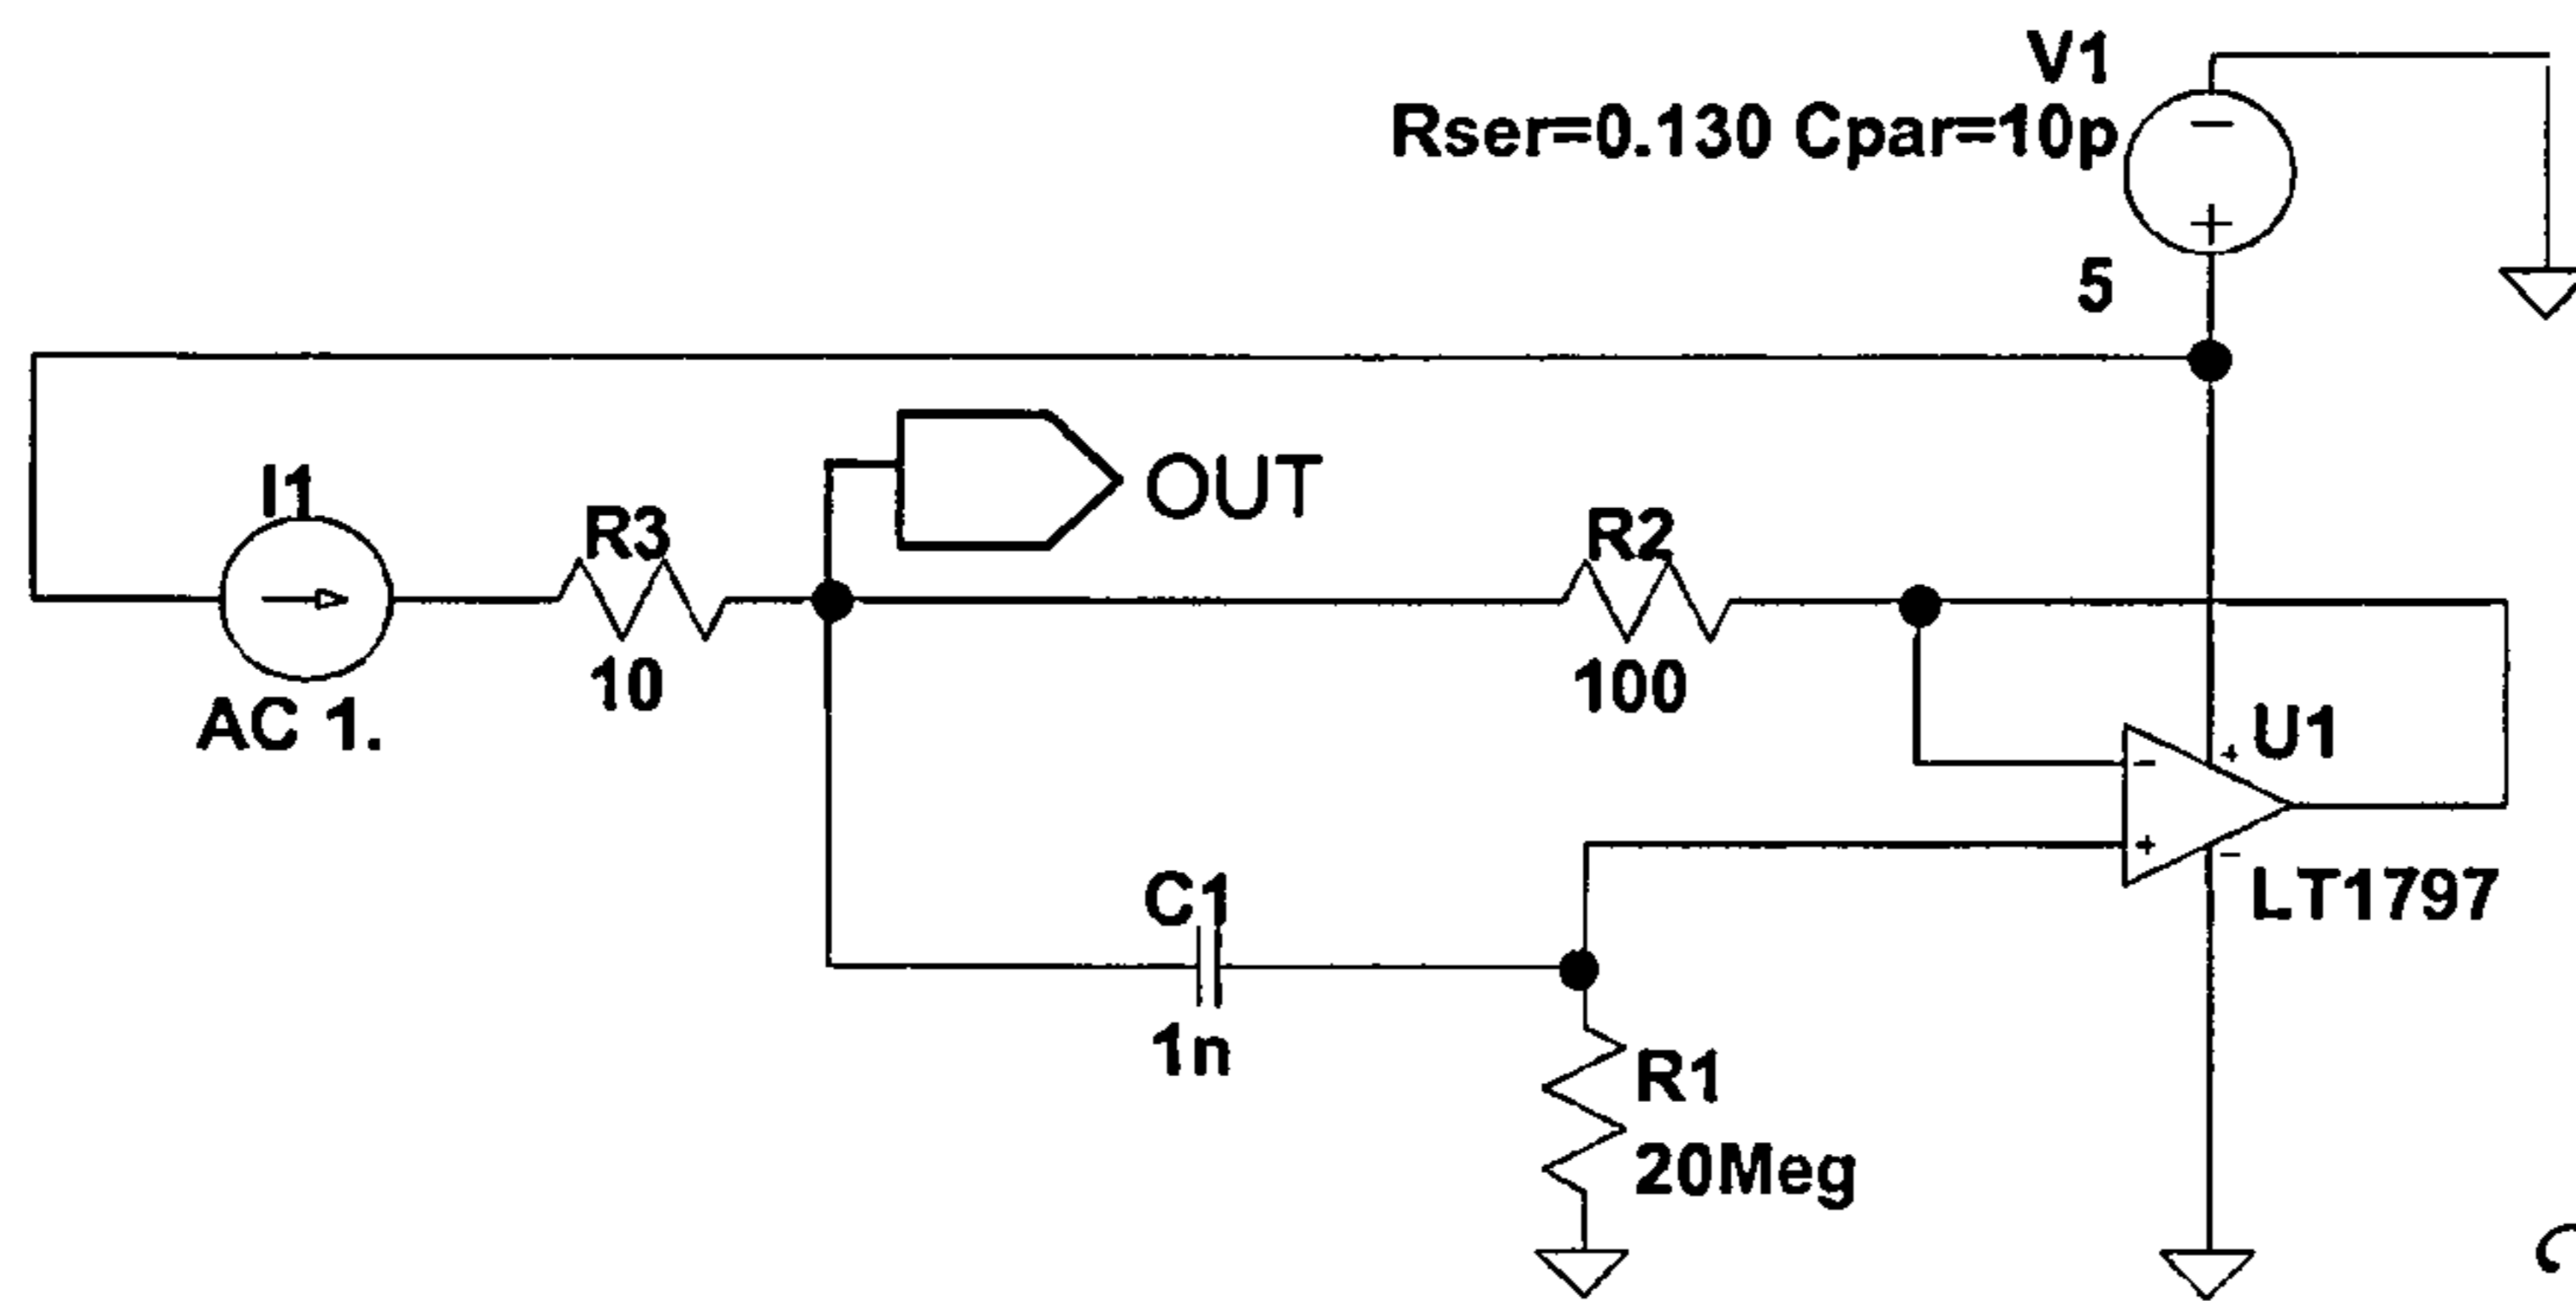 V1
Rser=0.130 Cpar=10p
5
I1
R3
OUT
R2
10
100
AC 1.
U1
LT1797
C1
1n
R1
20Meg